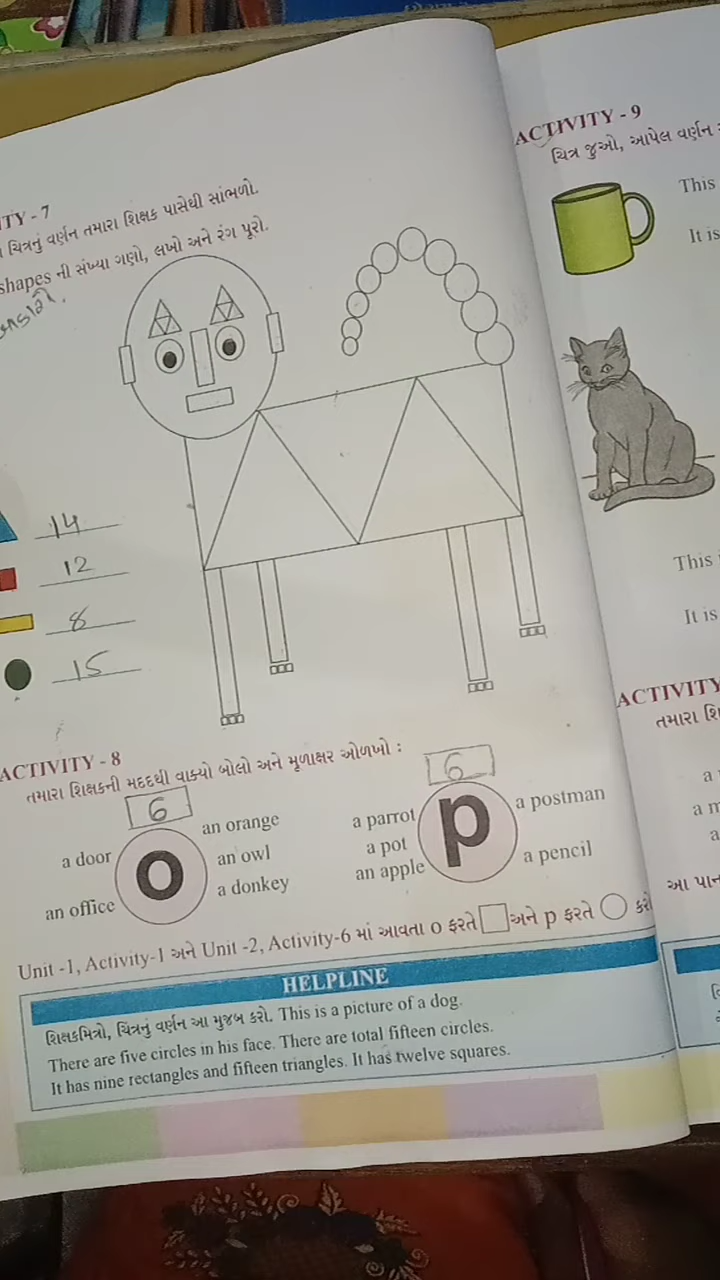 TY - 7
ચિત્રનું વર્ણન તમારા શિક્ષક પાસેથી સાંભળો.
shapes ની સંખ્યા ગણો, લખો અને રંગ પૂરો.
14
12
8
15
ACTIVITY - 8
તમારા શિક્ષકની મદદથી વાક્યો બોલો અને મૂળાક્ષર ઓળખો :
6
6
a door
an orange
o
an owl
an office
a donkey
a parrot
a postman
a pot
p
an apple
a pencil
Unit -1, Activity-1 અને Unit -2, Activity-6 માં આવતા o ફરતે અને p ફરતે કરો
HELPLINE
શિક્ષકમિત્રો, ચિત્રનું વર્ણન આ મુજબ કરો. This is a picture of a dog.
There are five circles in his face. There are total fifteen circles.
It has nine rectangles and fifteen triangles. It has twelve squares.
ACTIVITY - 9
ચિત્ર જુઓ, આપેલ વર્ણન
This
It is
This
It is
ACTIVITY
તમારા
a
a
a
આ